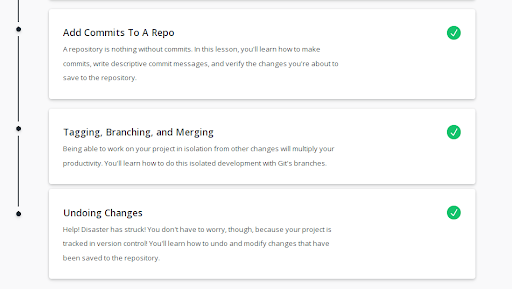 Add Commits To A Repo
A repository is nothing without commits. In this lesson, you'll learn how to make
commits, write descriptive commit messages, and verify the changes you're about to
save to the repository.
Tagging, Branching, and Merging
Being able to work on your project in isolation from other changes will multiply your
productivity. You'll learn how to do this isolated development with Git's branches.
Undoing Changes
Help! Disaster has struck! You don't have to worry, though, because your project is
tracked in version control! You'll learn how to undo and modify changes that have
been saved to the repository.